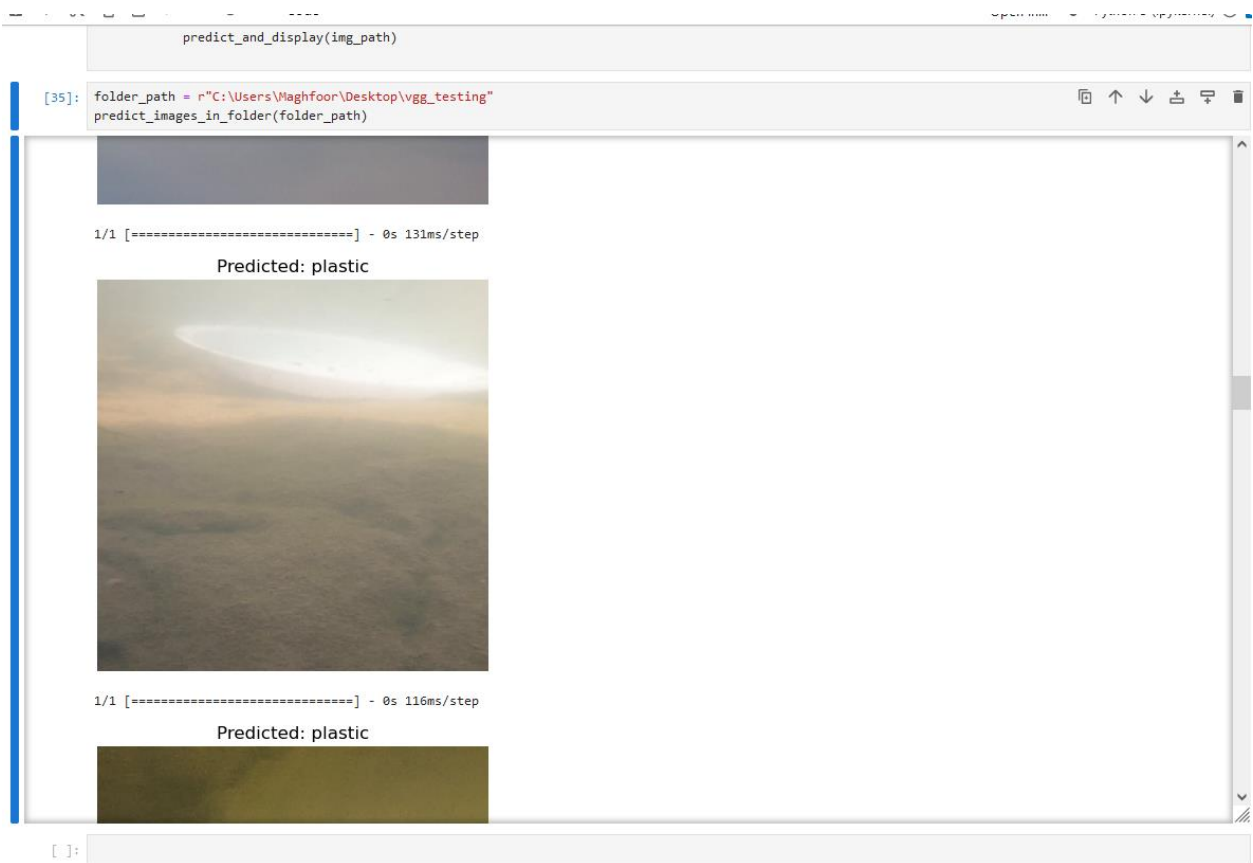 predict_and_display(img_path)
[35]: folder_path = r"C:\Users\Maghfoor\Desktop\vgg_testing"
predict_images_in_folder(folder_path)
1/1 [==============================] - 0s 131ms/step
Predicted: plastic
1/1 [==============================] - 0s 116ms/step
Predicted: plastic
[ ]: